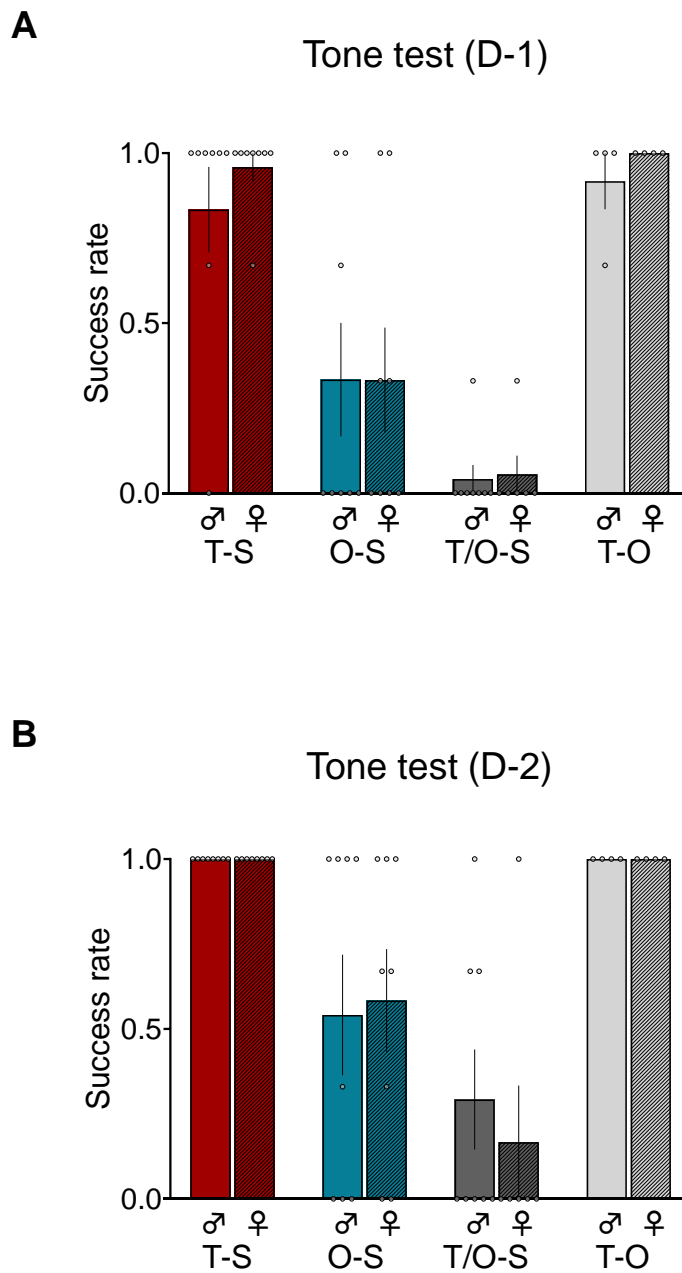 A
Tone test (D-1)
Success rate
1.0
0.5
0.0
♂ ♀ ♂ ♀ ♂ ♀ ♂ ♀
T-S O-S T/O-S T-O
B
Tone test (D-2)
Success rate
1.0
0.5
0.0
♂ ♀ ♂ ♀ ♂ ♀ ♂ ♀
T-S O-S T/O-S T-O